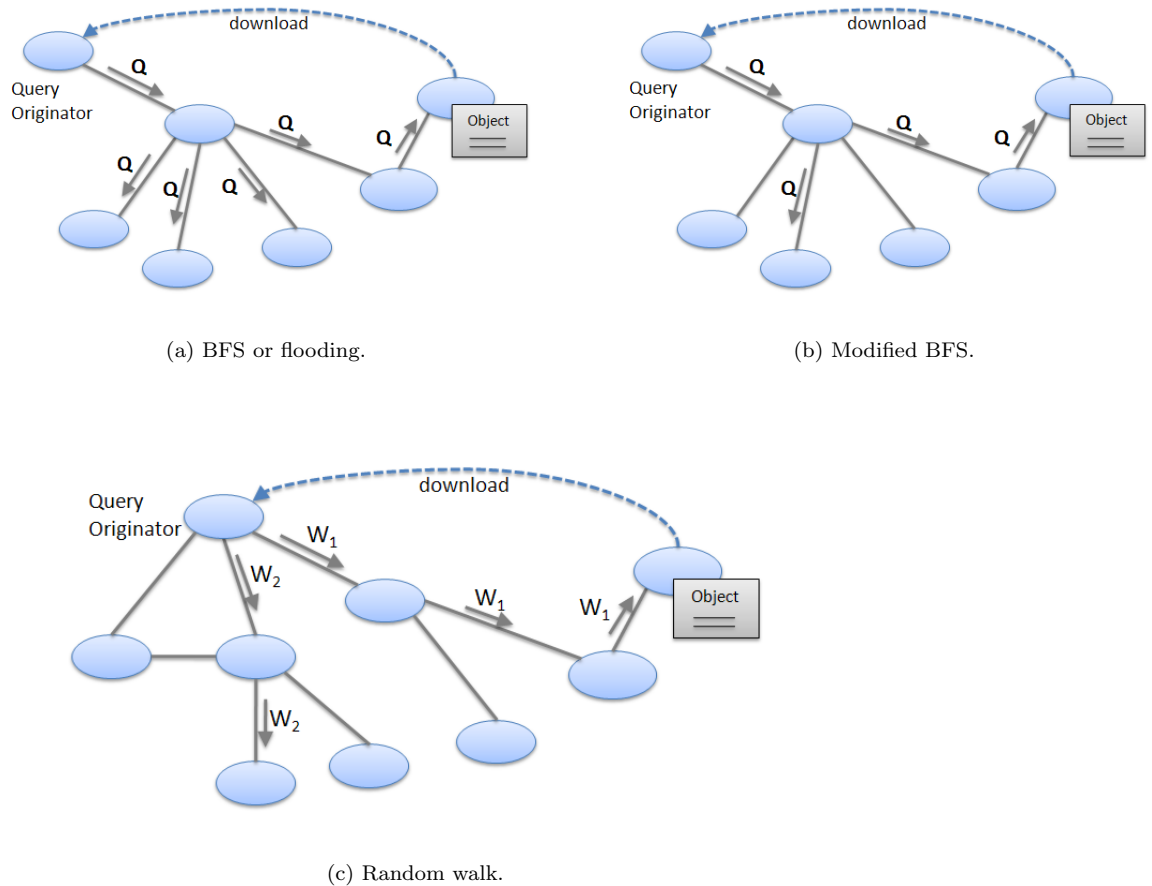 download
Q
Query
Originator
Q
Q
Object
Q
Q
Q
(a) BFS or flooding.
download
Q
Query
Originator
Q
Q
Object
Q
(b) Modified BFS.
download
Query
Originator
W1
W2
W1
W1
Object
W2
(c) Random walk.